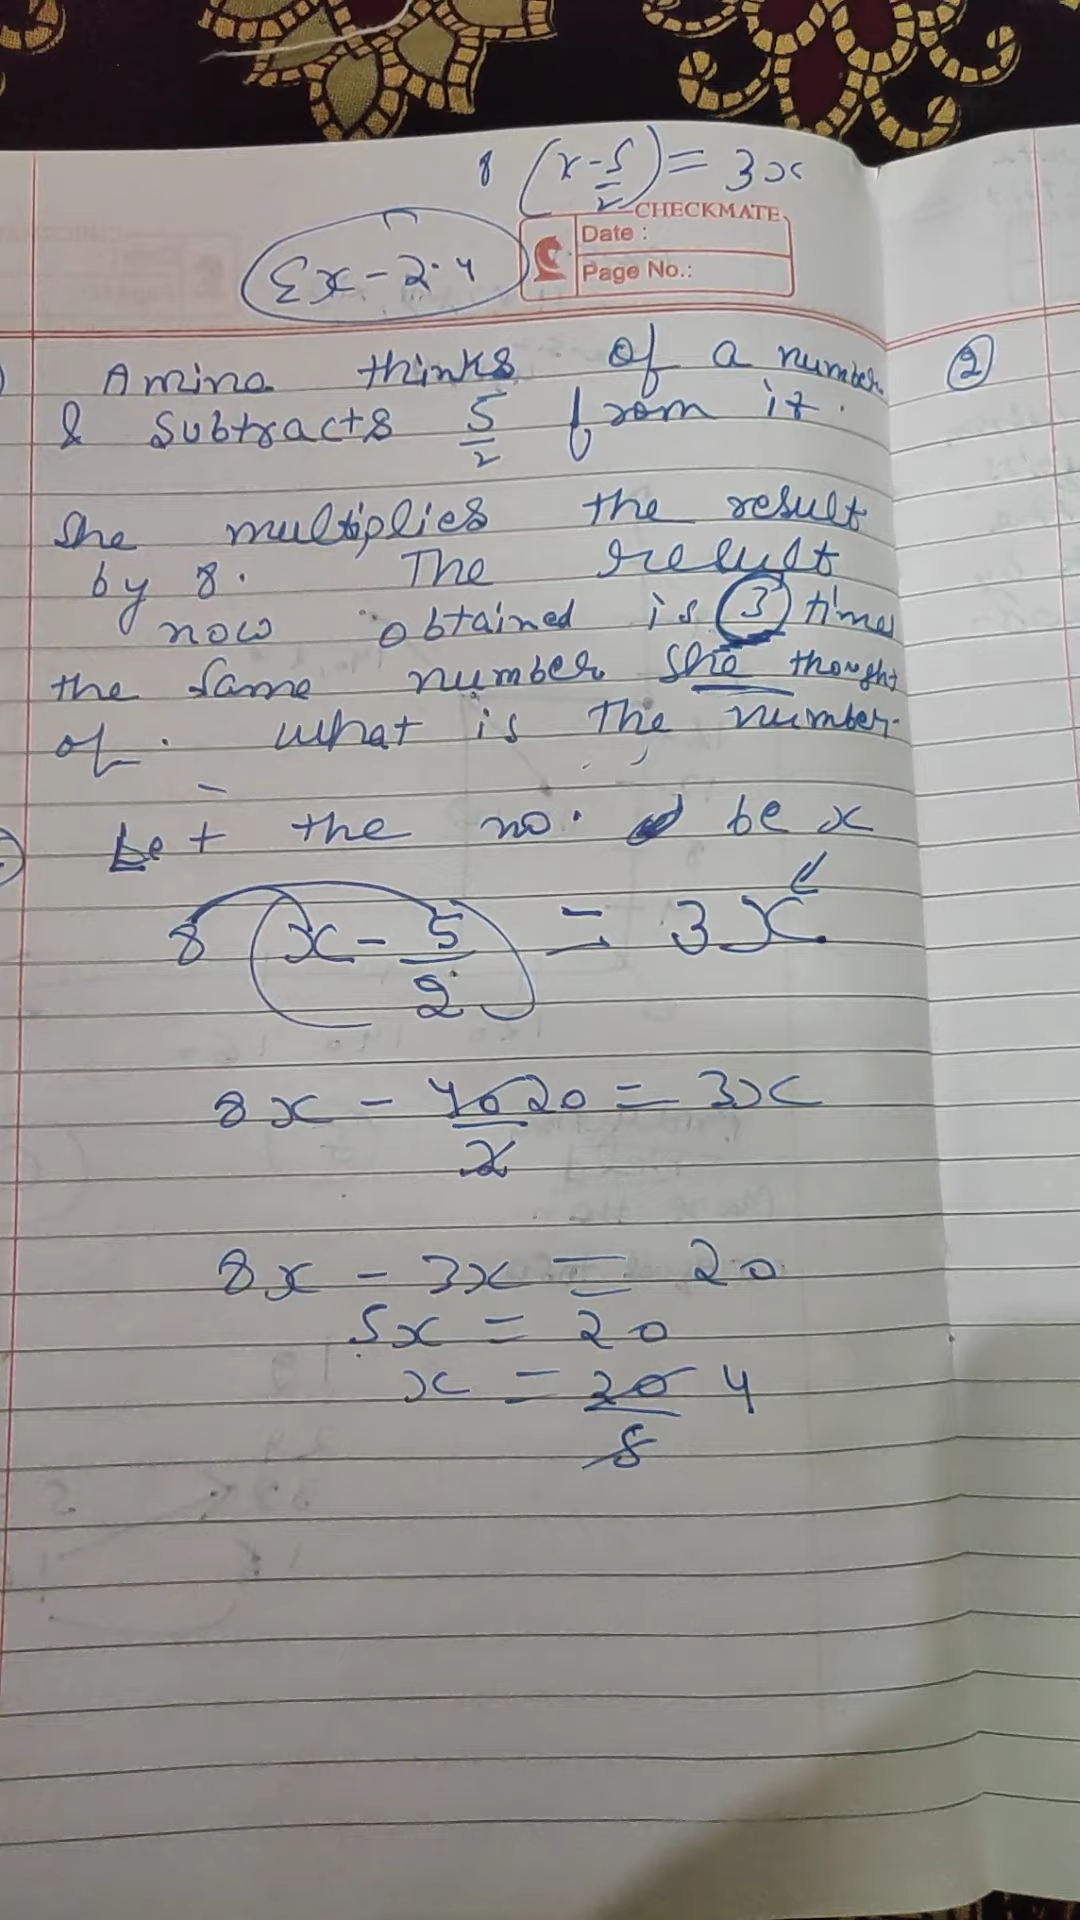 8 (x - 5/2) = 3x
CHECKMATE
Date :
Page No.:
Ex - 2.4
Amina thinks of a number
& Subtracts 5/2 from it.
②
She multiplies the result
by 8. The result
now obtained is 3 times
the same number she thought
of. what is the number.
Let the no. be x
8 (x - 5/2) = 3x
8x - 40/2 20 = 3x
8x - 3x = 20
5x = 20
x = 20/5 4